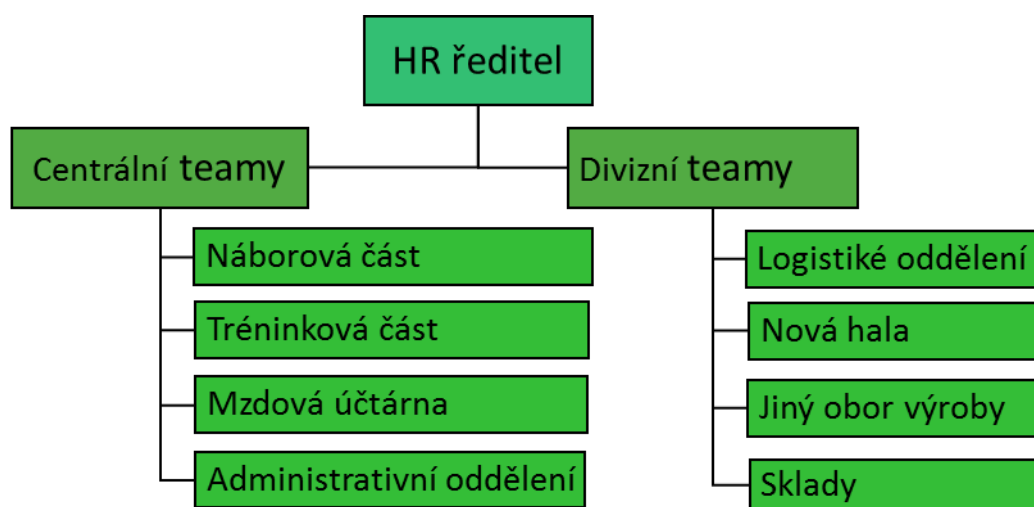 HR ředitel
Centrální teamy
Divizní teamy
Náborová část
Tréninková část
Mzdová účtárna
Administrativní oddělení
Logistiké oddělení
Nová hala
Jiný obor výroby
Sklady